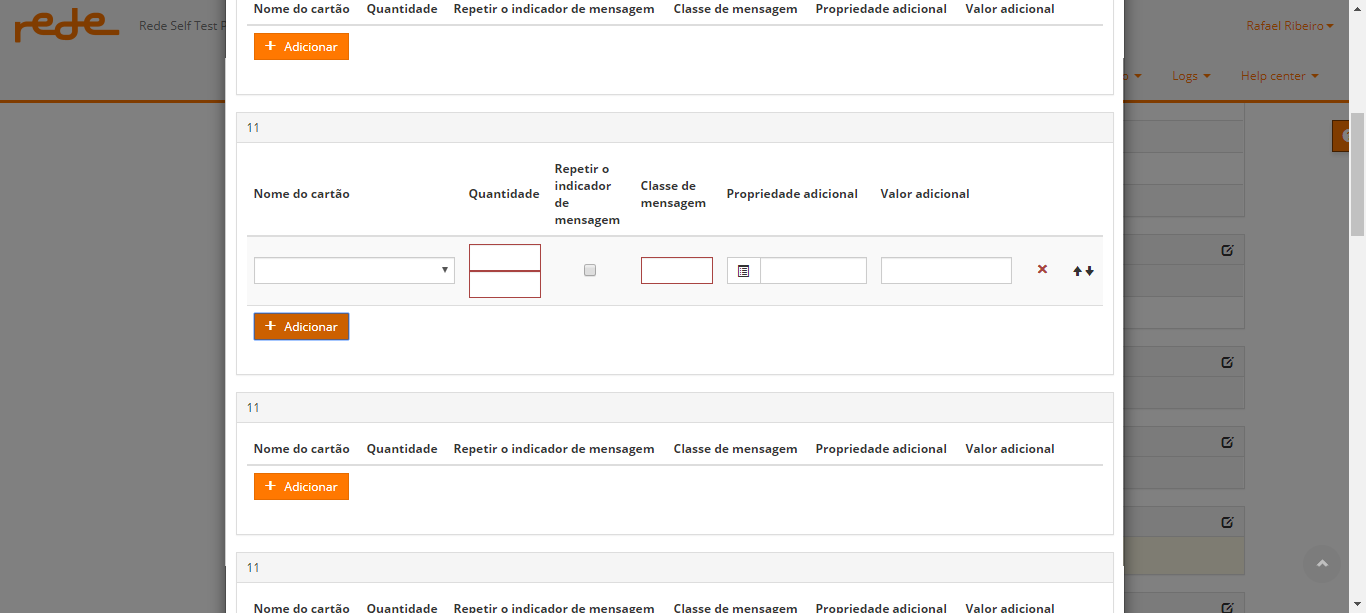 rede
Rede Self Test
Rafael Ribeiro
Logs
Help center
Nome do cartão Quantidade Repetir o indicador de mensagem Classe de mensagem Propriedade adicional Valor adicional
+ Adicionar
11
Nome do cartão Quantidade Repetir o indicador de mensagem Classe de mensagem Propriedade adicional Valor adicional
+ Adicionar
11
Nome do cartão Quantidade Repetir o indicador de mensagem Classe de mensagem Propriedade adicional Valor adicional
+ Adicionar
11
Nome do cartão Quantidade Repetir o indicador de mensagem Classe de mensagem Propriedade adicional Valor adicional